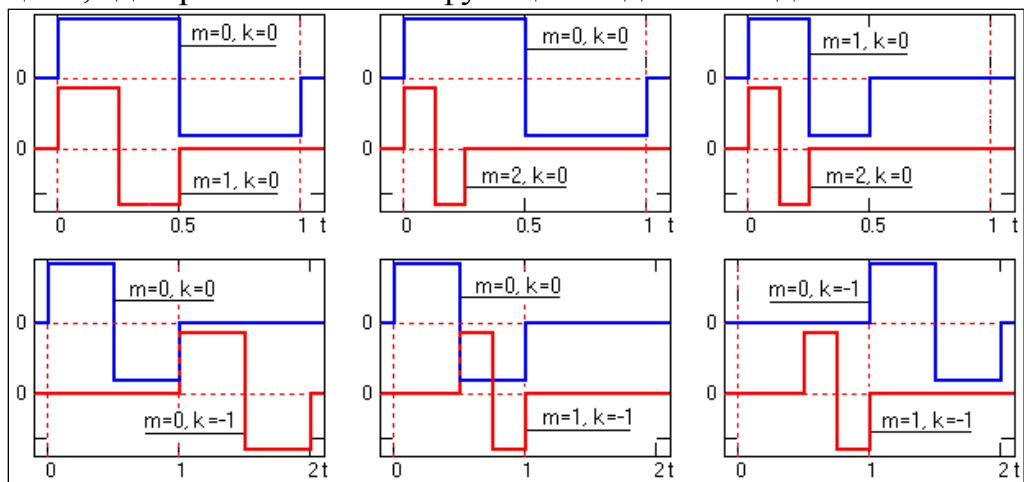 m=0, k=0
0
0
m=1, k=0
0 0.5 1 t
m=0, k=0
0
0
m=2, k=0
0 0.5 1 t
m=1, k=0
0
0
m=2, k=0
0 0.5 1 t
m=0, k=0
0
0
m=0, k=-1
0 1 2 t
m=0, k=0
0
0
m=1, k=-1
0 1 2 t
m=0, k=-1
0
0
m=1, k=-1
0 1 2 t